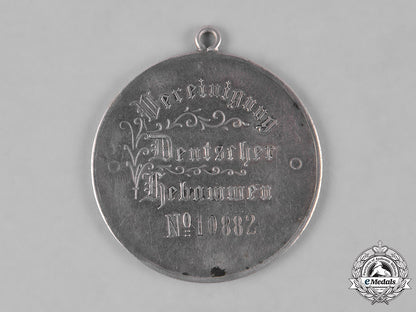 Vereinigung
Deutscher
Hebammen
No 10882
eMedals